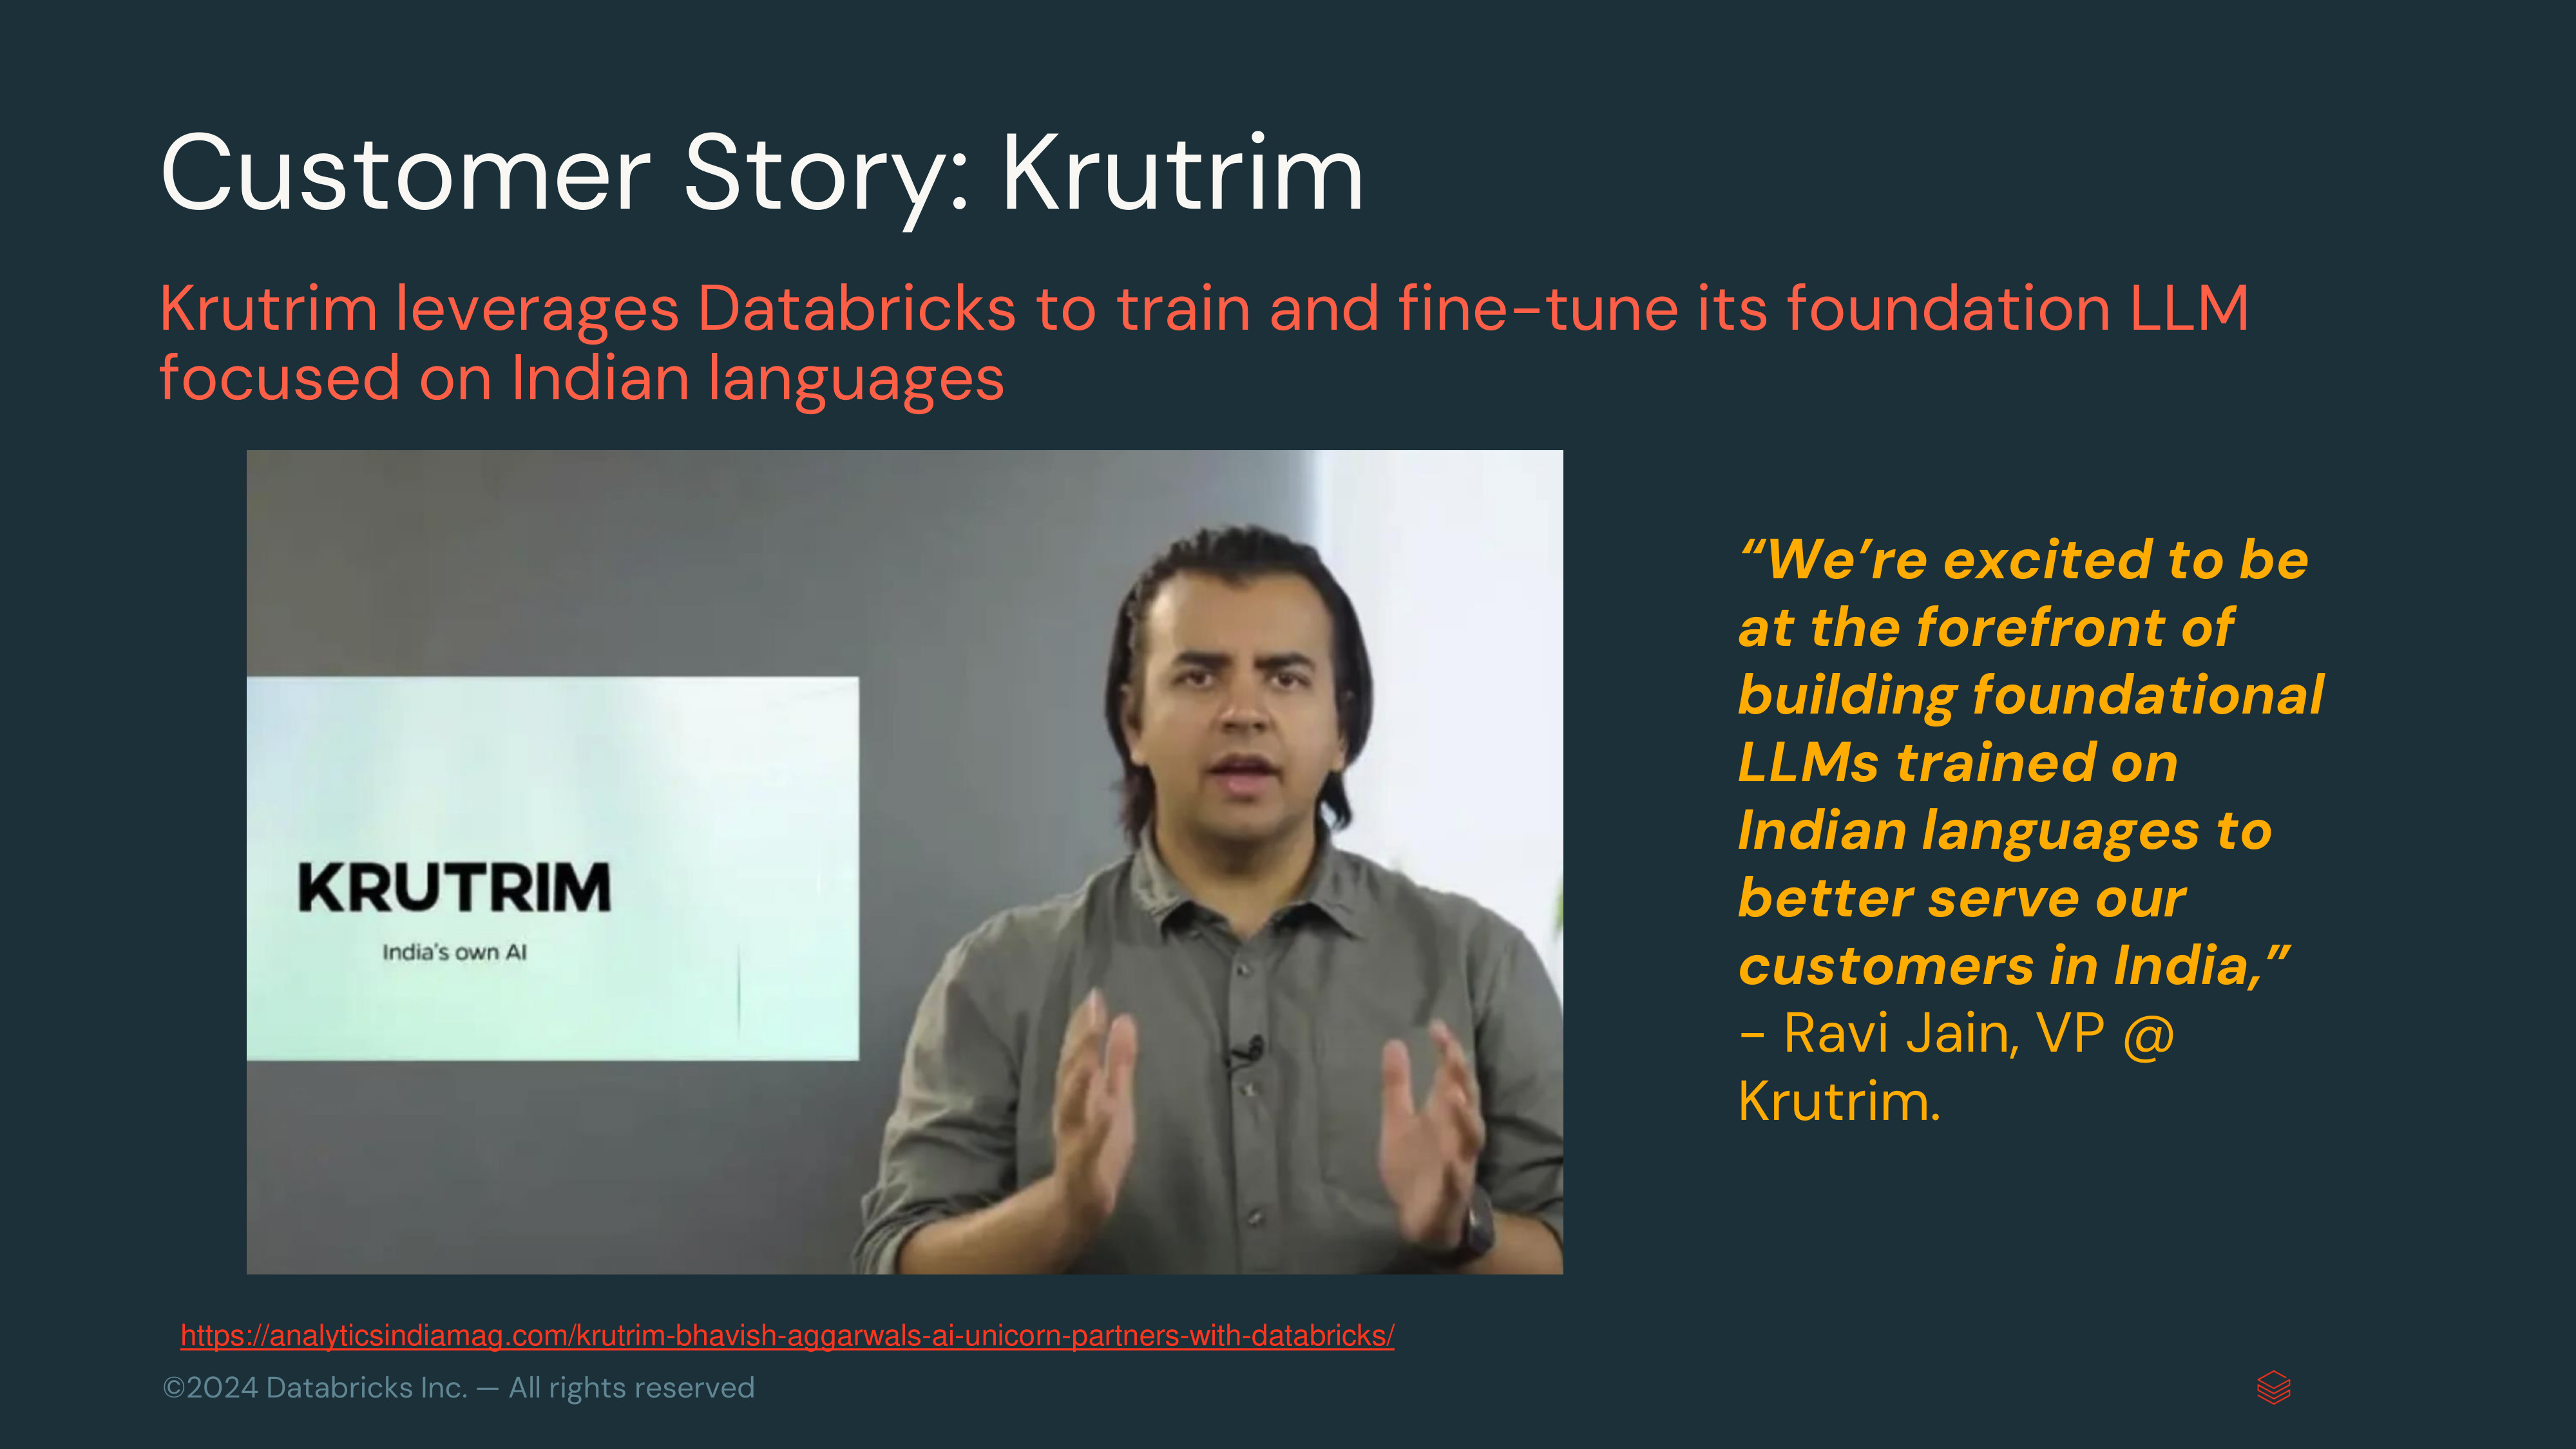 Customer Story: Krutrim
Krutrim leverages Databricks to train and fine-tune its foundation LLM
focused on Indian languages
KRUTRIM
India's own AI
“We’re excited to be
at the forefront of
building foundational
LLMs trained on
Indian languages to
better serve our
customers in India,”
- Ravi Jain, VP @
Krutrim.
https://analyticsindiamag.com/krutrim-bhavish-aggarwals-ai-unicorn-partners-with-databricks/
©2024 Databricks Inc. — All rights reserved